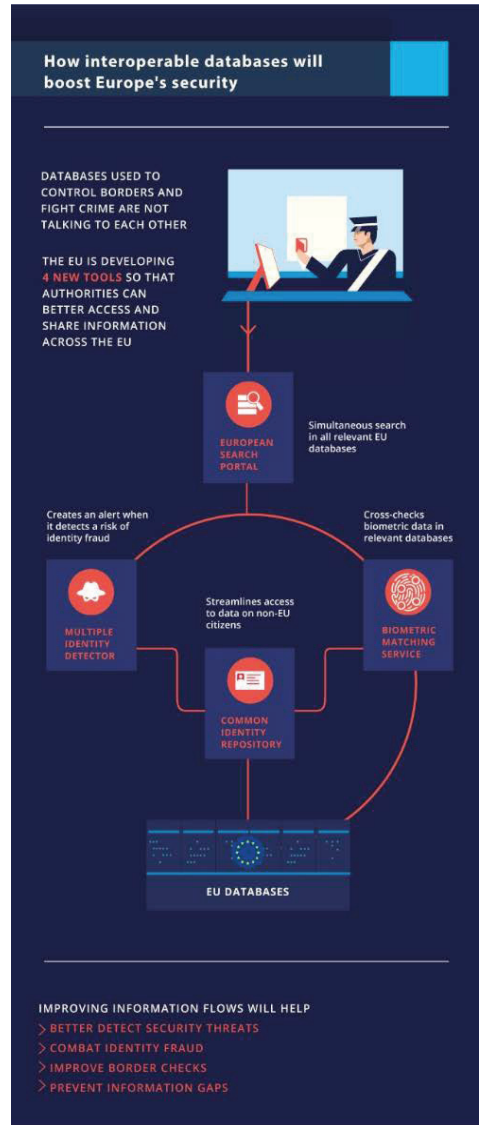 How interoperable databases will
boost Europe's security
DATABASES USED TO
CONTROL BORDERS AND
FIGHT CRIME ARE NOT
TALKING TO EACH OTHER
THE EU IS DEVELOPING
4 NEW TOOLS SO THAT
AUTHORITIES CAN
BETTER ACCESS AND
SHARE INFORMATION
ACROSS THE EU
EUROPEAN
SEARCH
PORTAL
Simultaneous search
in all relevant EU
databases
Creates an alert when
it detects a risk of
identity fraud
MULTIPLE
IDENTITY
DETECTOR
Cross-checks
biometric data in
relevant databases
BIOMETRIC
MATCHING
SERVICE
Streamlines access
to data on non-EU
citizens
COMMON
IDENTITY
REPOSITORY
EU DATABASES
IMPROVING INFORMATION FLOWS WILL HELP
> BETTER DETECT SECURITY THREATS
> COMBAT IDENTITY FRAUD
> IMPROVE BORDER CHECKS
> PREVENT INFORMATION GAPS